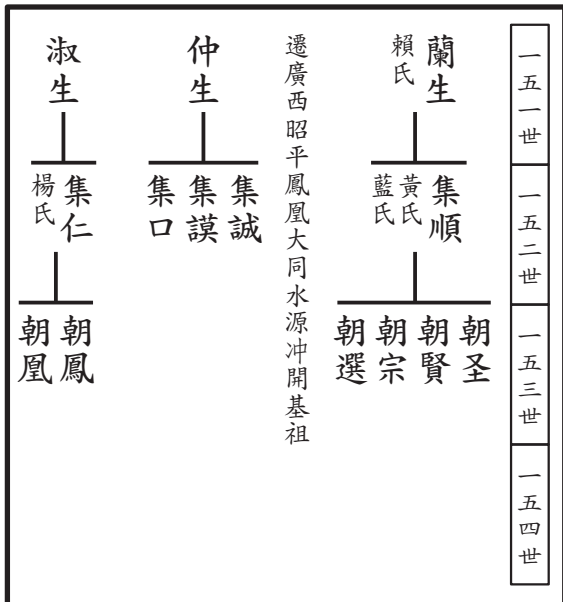 一五一世
一五二世
一五三世
一五四世
蘭生
賴氏
集順
黃氏
藍氏
朝圣
朝賢
朝宗
朝選
遷廣西昭平鳳凰大同水源冲開基祖
仲生
集誠
集謨
集口
淑生
集仁
楊氏
朝鳳
朝凰